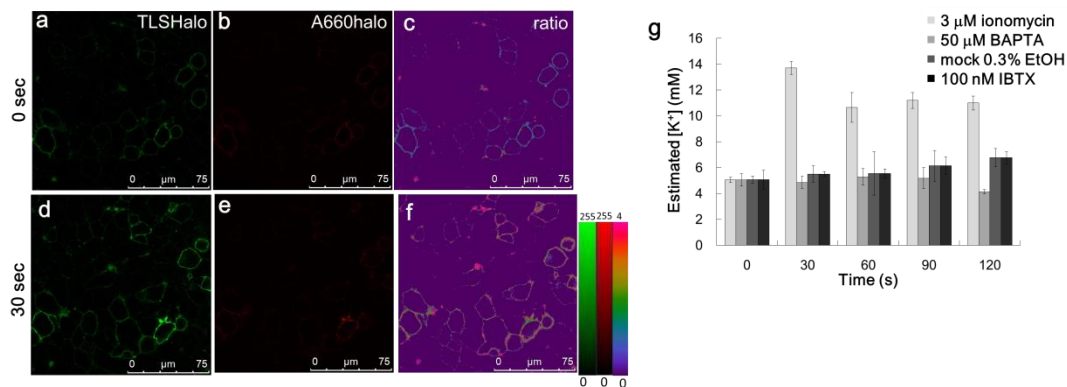 a TLSHalo
b A660halo
c ratio
0 sec
0 µm 75
0 µm 75
0 µm 75
d
e
f
30 sec
0 µm 75
0 µm 75
0 µm 75
255 255 4
0 0 0
g
3 µM ionomycin
50 µM BAPTA
mock 0.3% EtOH
100 nM IBTX
Estimated [K⁺] (mM)
16
14
12
10
8
6
4
2
0
0 30 60 90 120
Time (s)